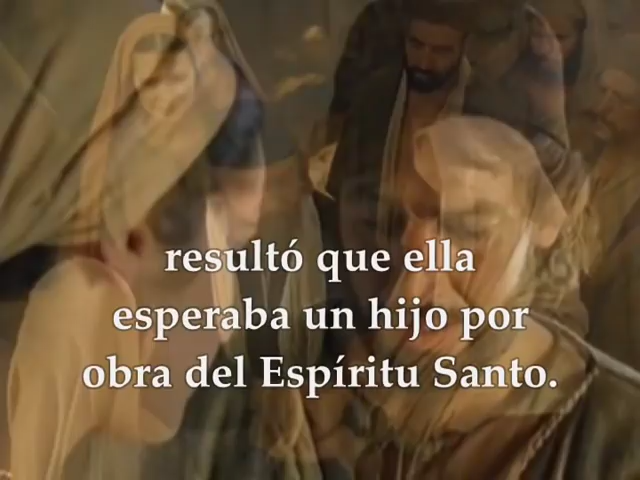 resultó que ella
esperaba un hijo por
obra del Espíritu Santo.